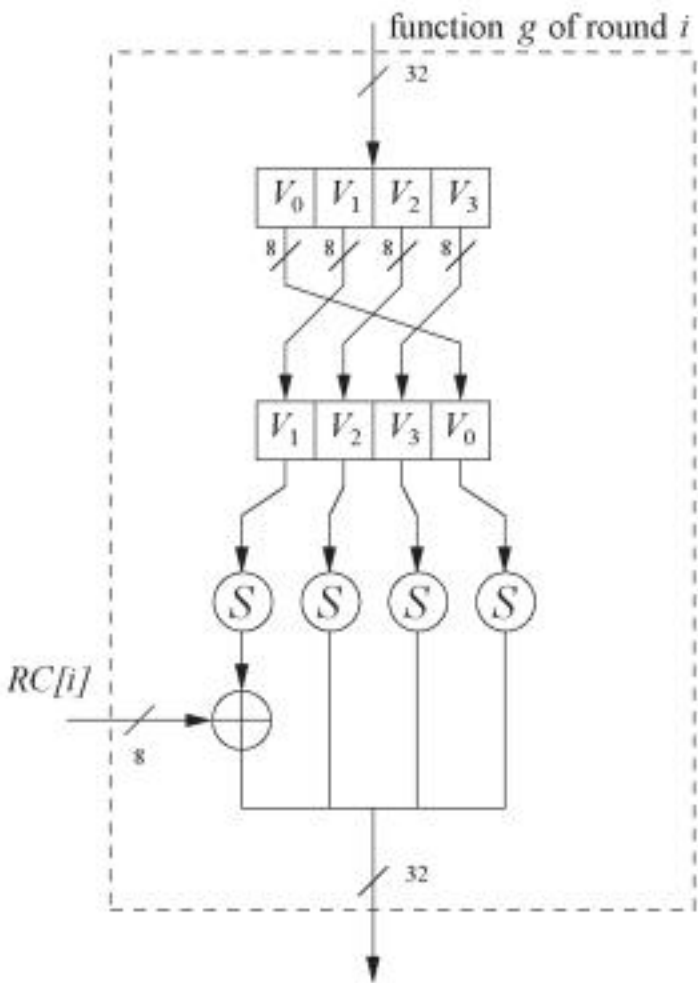 function g of round i
32
V₀ V₁ V₂ V₃
8 8 8 8
V₁ V₂ V₃ V₀
S S S S
RC[i]
8
32